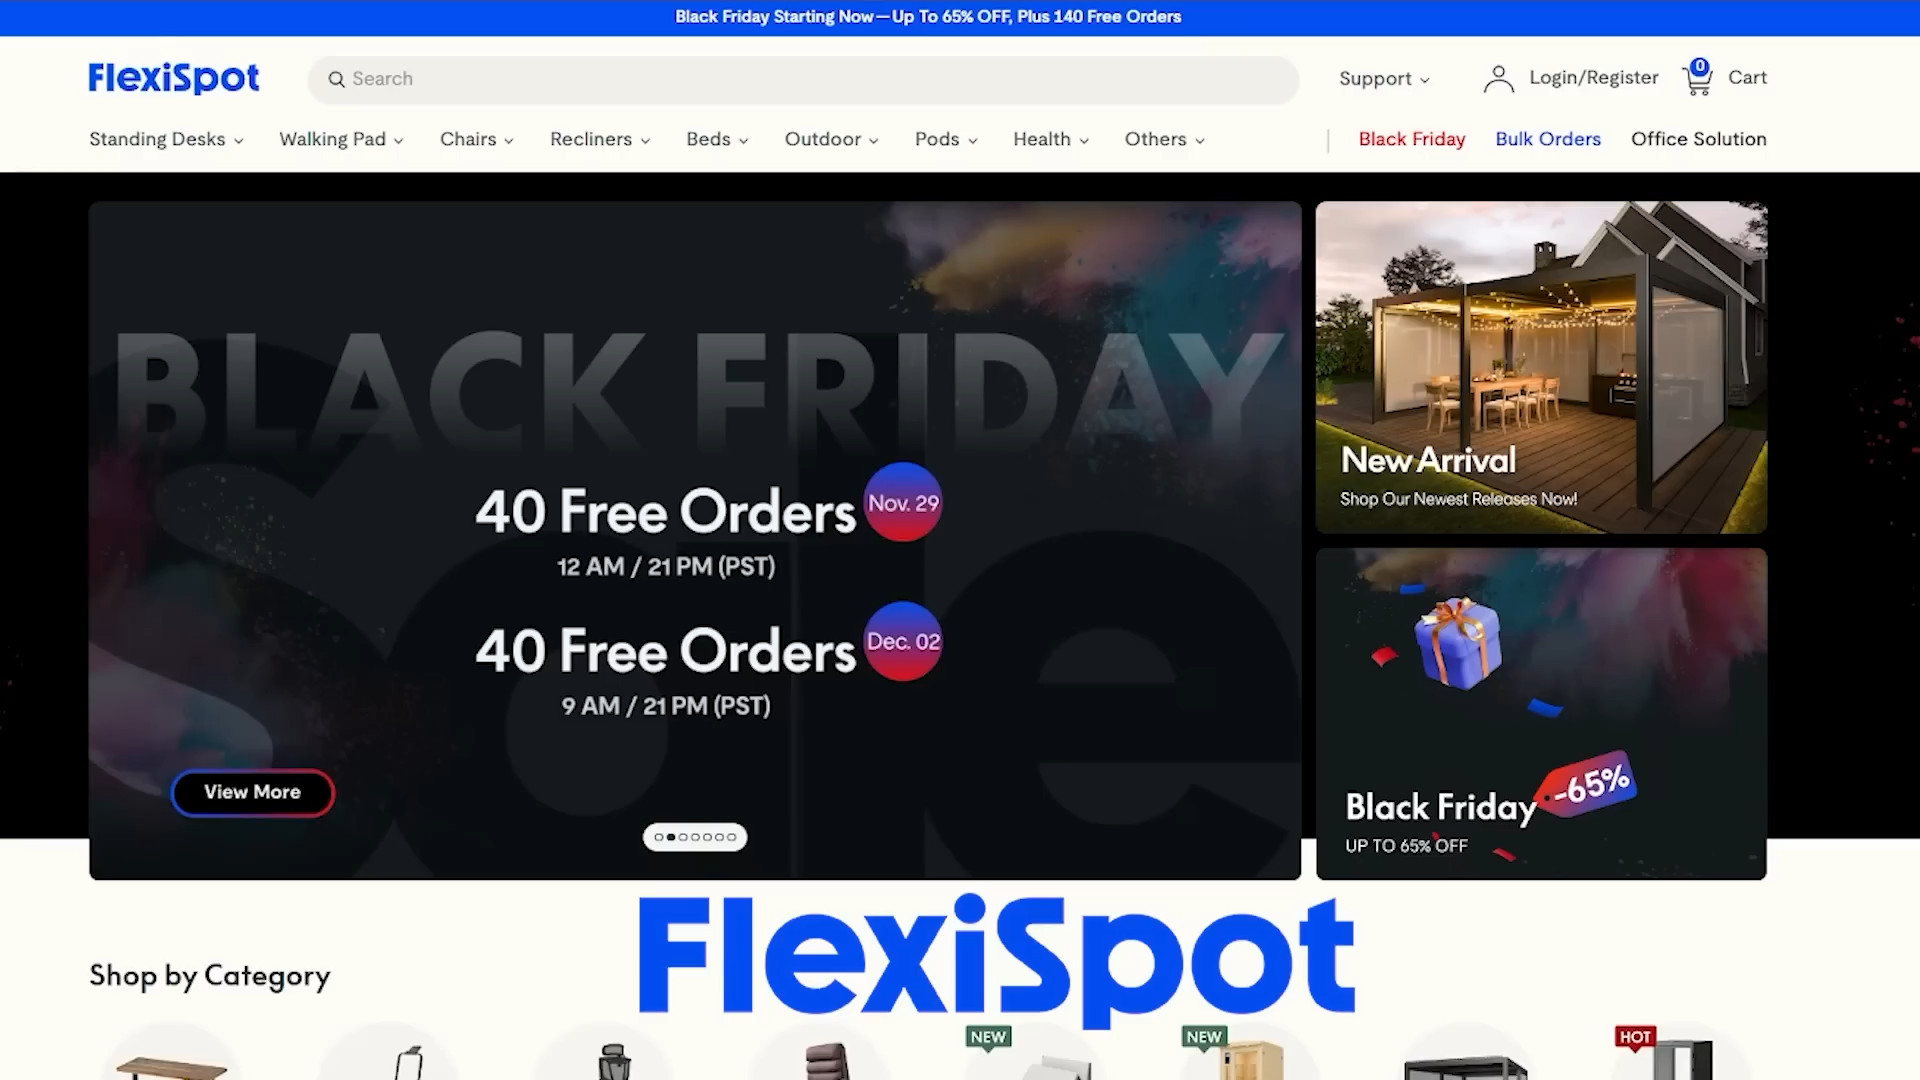 Black Friday Starting Now—Up To 65% OFF, Plus 140 Free Orders
FlexiSpot
Search
Support
Login/Register
0
Cart
Standing Desks
Walking Pad
Chairs
Recliners
Beds
Outdoor
Pods
Health
Others
Black Friday
Bulk Orders
Office Solution
BLACK FRIDAY
Sale
40 Free Orders
Nov. 29
12 AM / 21 PM (PST)
40 Free Orders
Dec. 02
9 AM / 21 PM (PST)
View More
New Arrival
Shop Our Newest Releases Now!
Black Friday
-65%
UP TO 65% OFF
FlexiSpot
Shop by Category
NEW
NEW
HOT